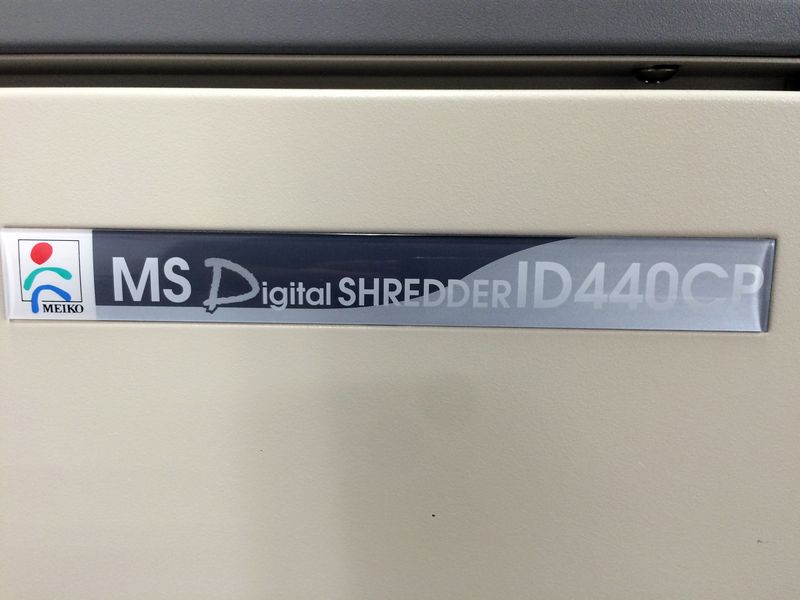 MEIKO
MS Digital SHREDDER ID440CP